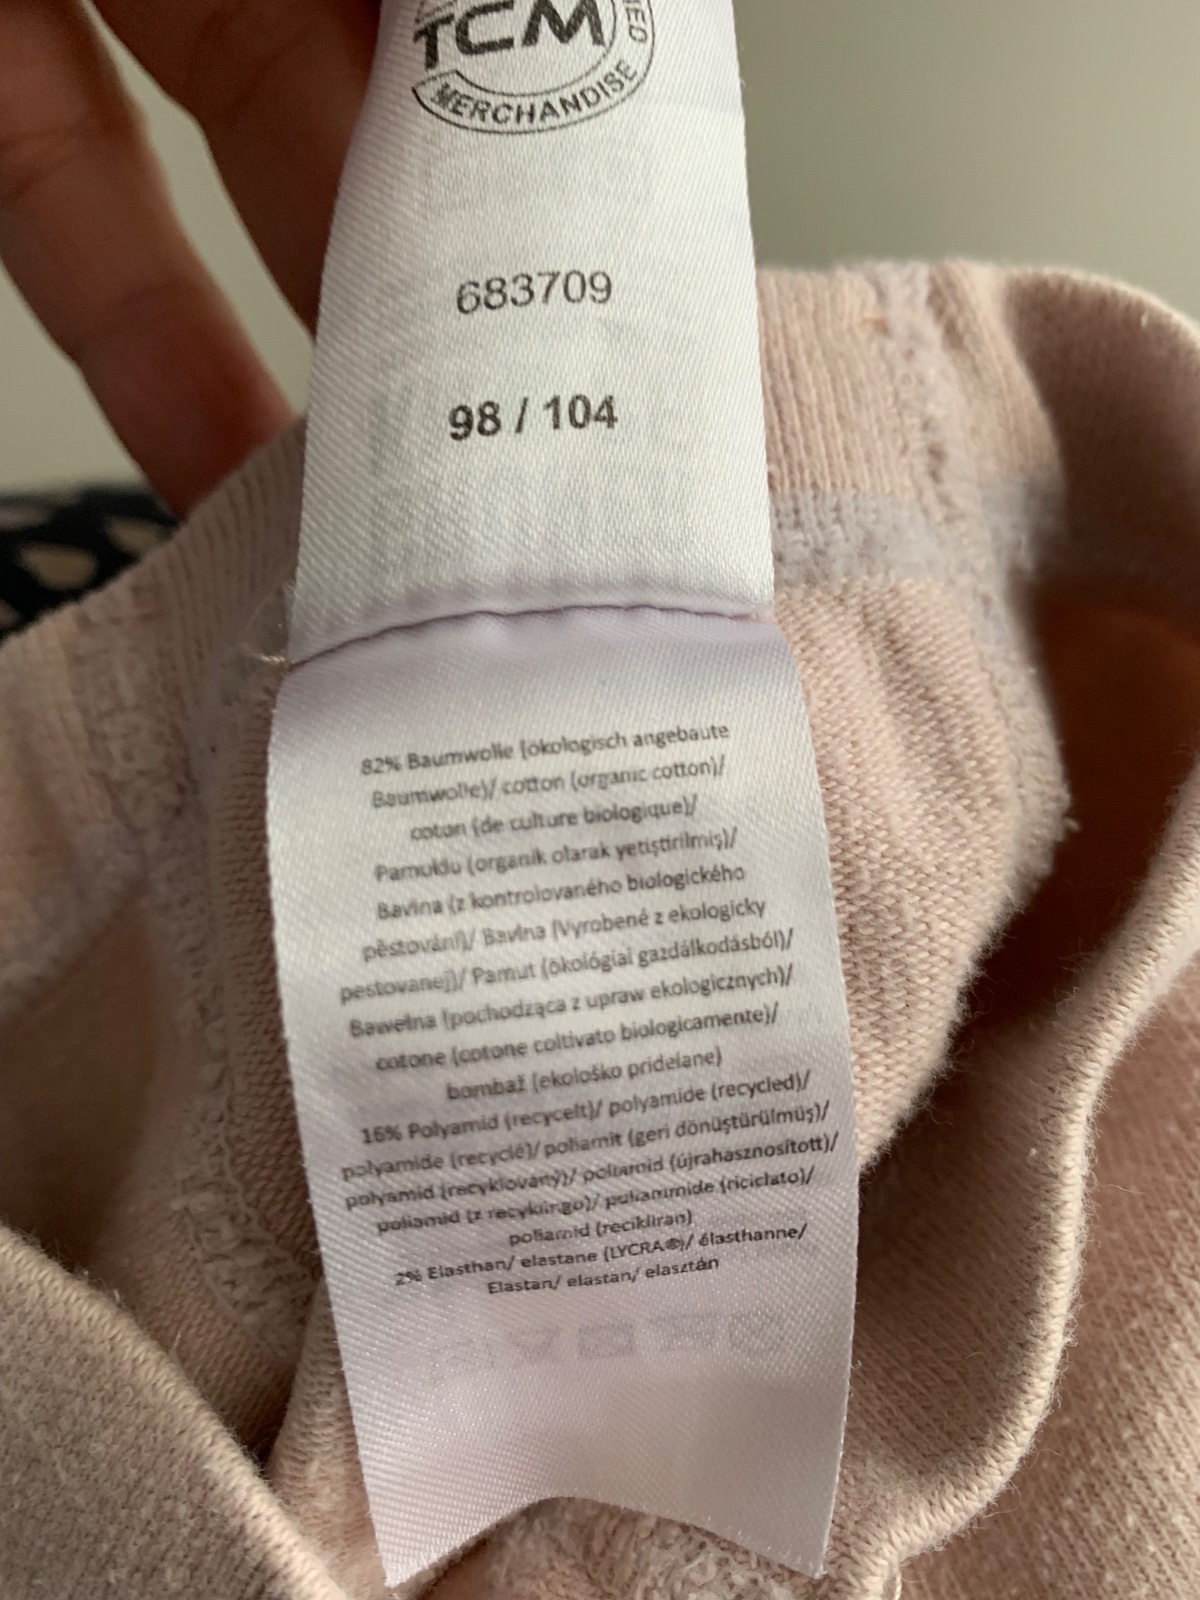 TCM
MERCHANDISE
683709
98 / 104
82% Baumwolle (ökologisch angebaute
Baumwolle)/ cotton (organic cotton)/
coton (de culture biologique)/
Pamuklu (organik olarak yetiştirilmiş)/
Bavlna (z kontrolovaného biologického
pěstování)/ Bavlna (Vyrobené z ekologicky
pestovanej)/ Pamut (ökológiai gazdálkodásból)/
Bawełna (pochodząca z upraw ekologicznych)/
cotone (cotone coltivato biologicamente)/
bombaž (ekološko pridelane)
16% Polyamid (recycelt)/ polyamide (recycled)/
polyamide (recyclé)/ poliamit (geri dönüştürülmüş)/
polyamid (recyklovaný)/ poliamid (újrahasznosított)/
poliamid (z recyklingo)/ poliammide (riciclato)/
poliamid (recikliran)
2% Elasthan/ elastane (LYCRA®)/ élasthanne/
Elastan/ elastan/ elasztán